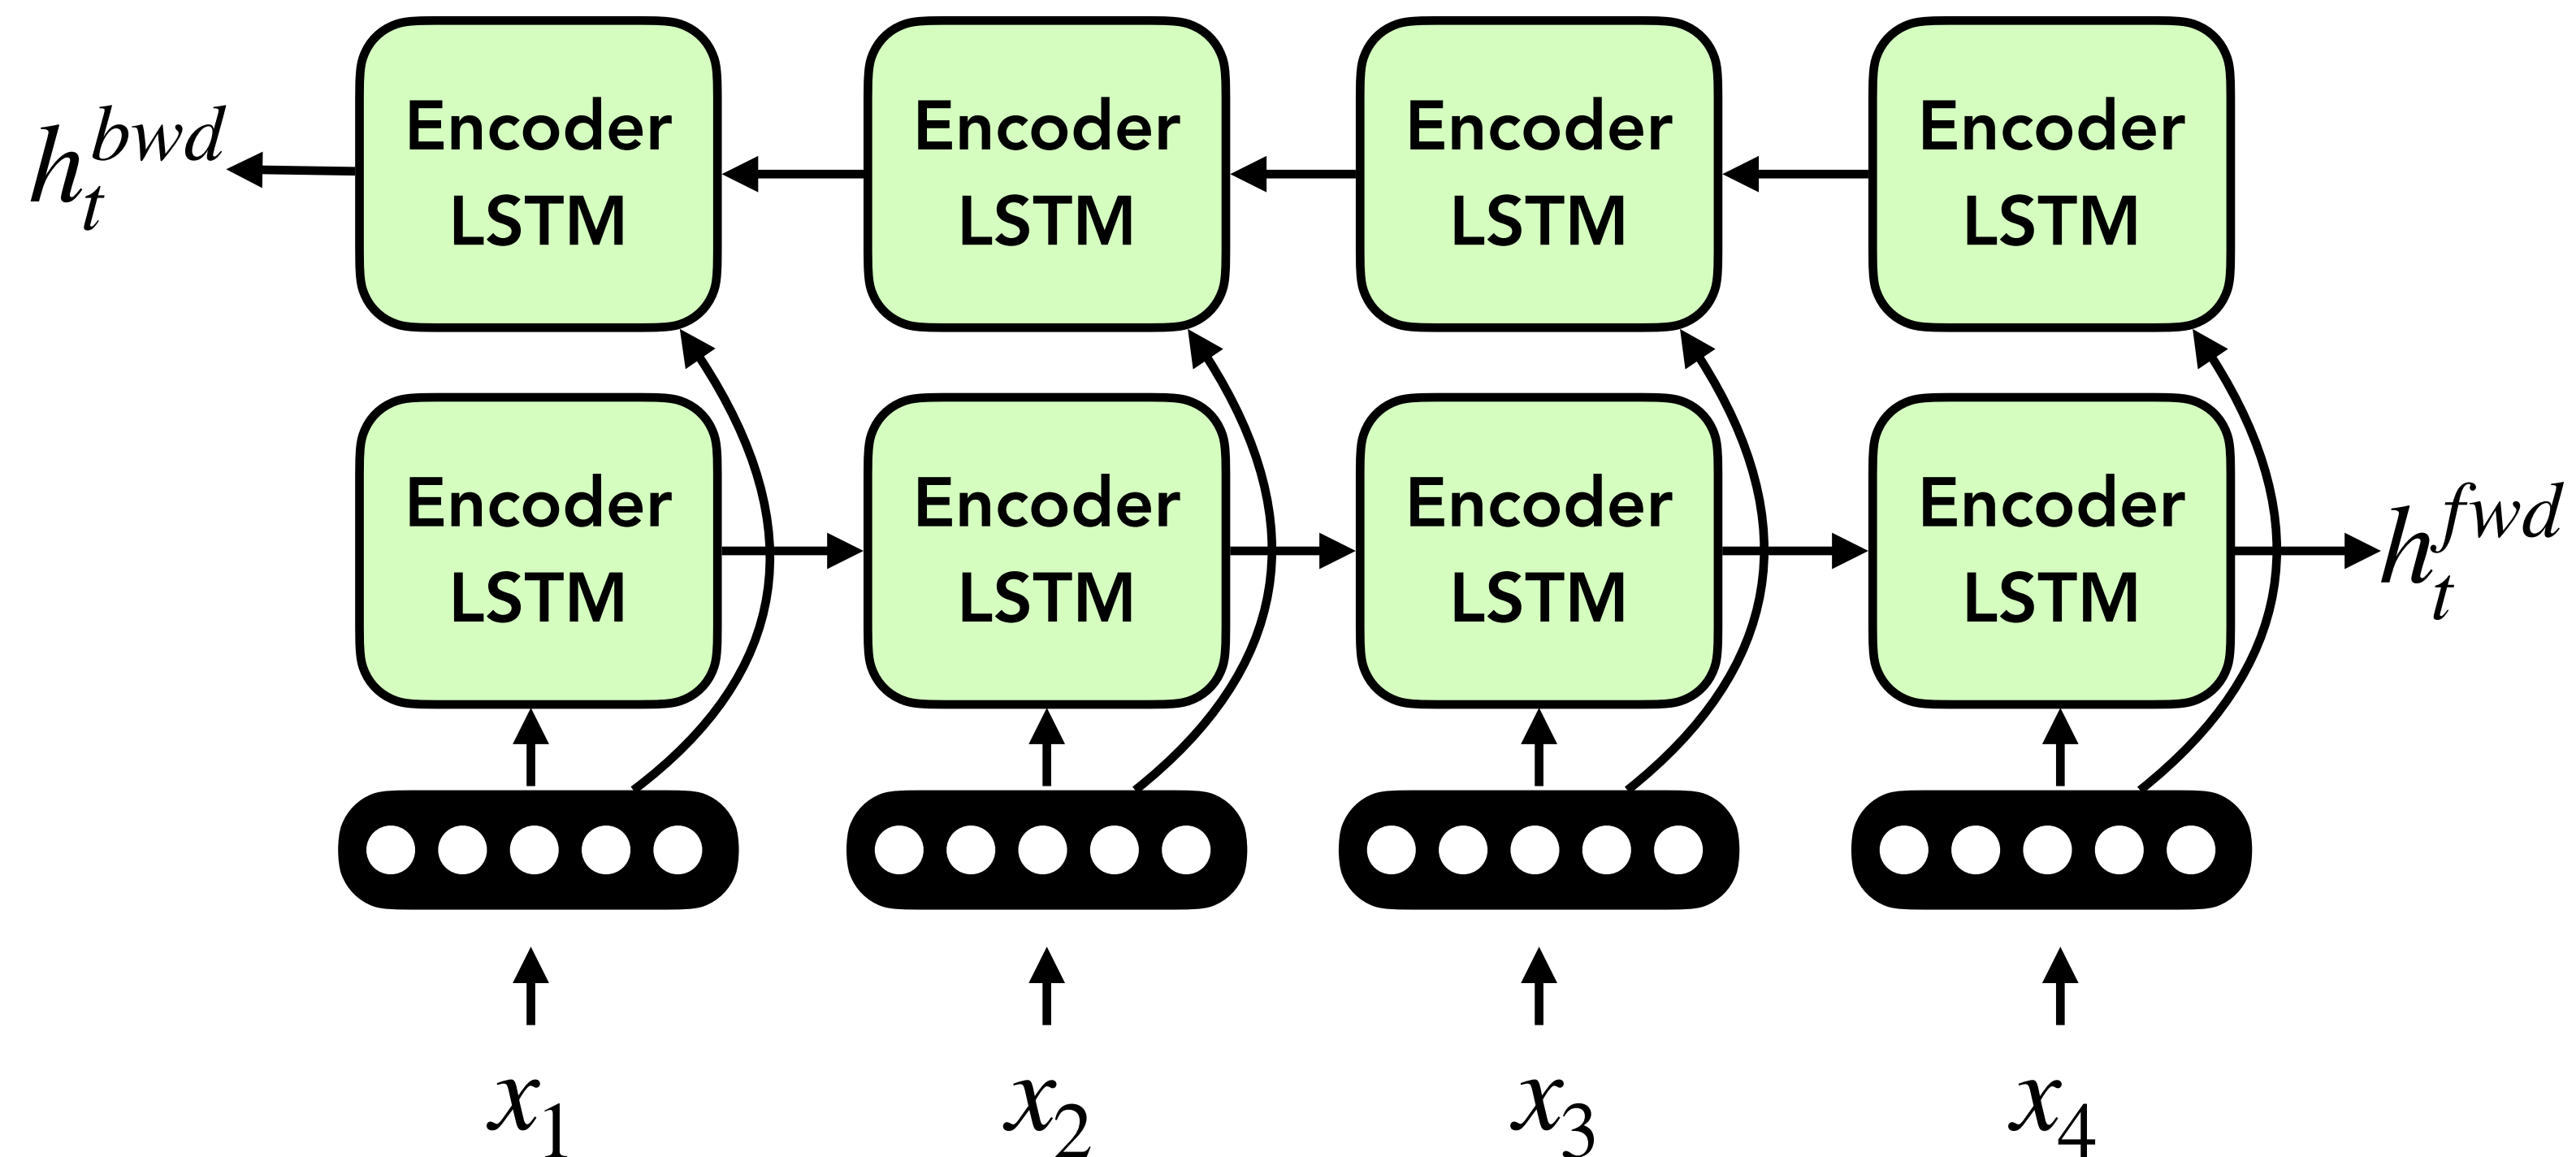 Encoder
LSTM
Encoder
LSTM
Encoder
LSTM
Encoder
LSTM
h_t^{bwd}
Encoder
LSTM
Encoder
LSTM
Encoder
LSTM
Encoder
LSTM
h_t^{fwd}
x_1
x_2
x_3
x_4